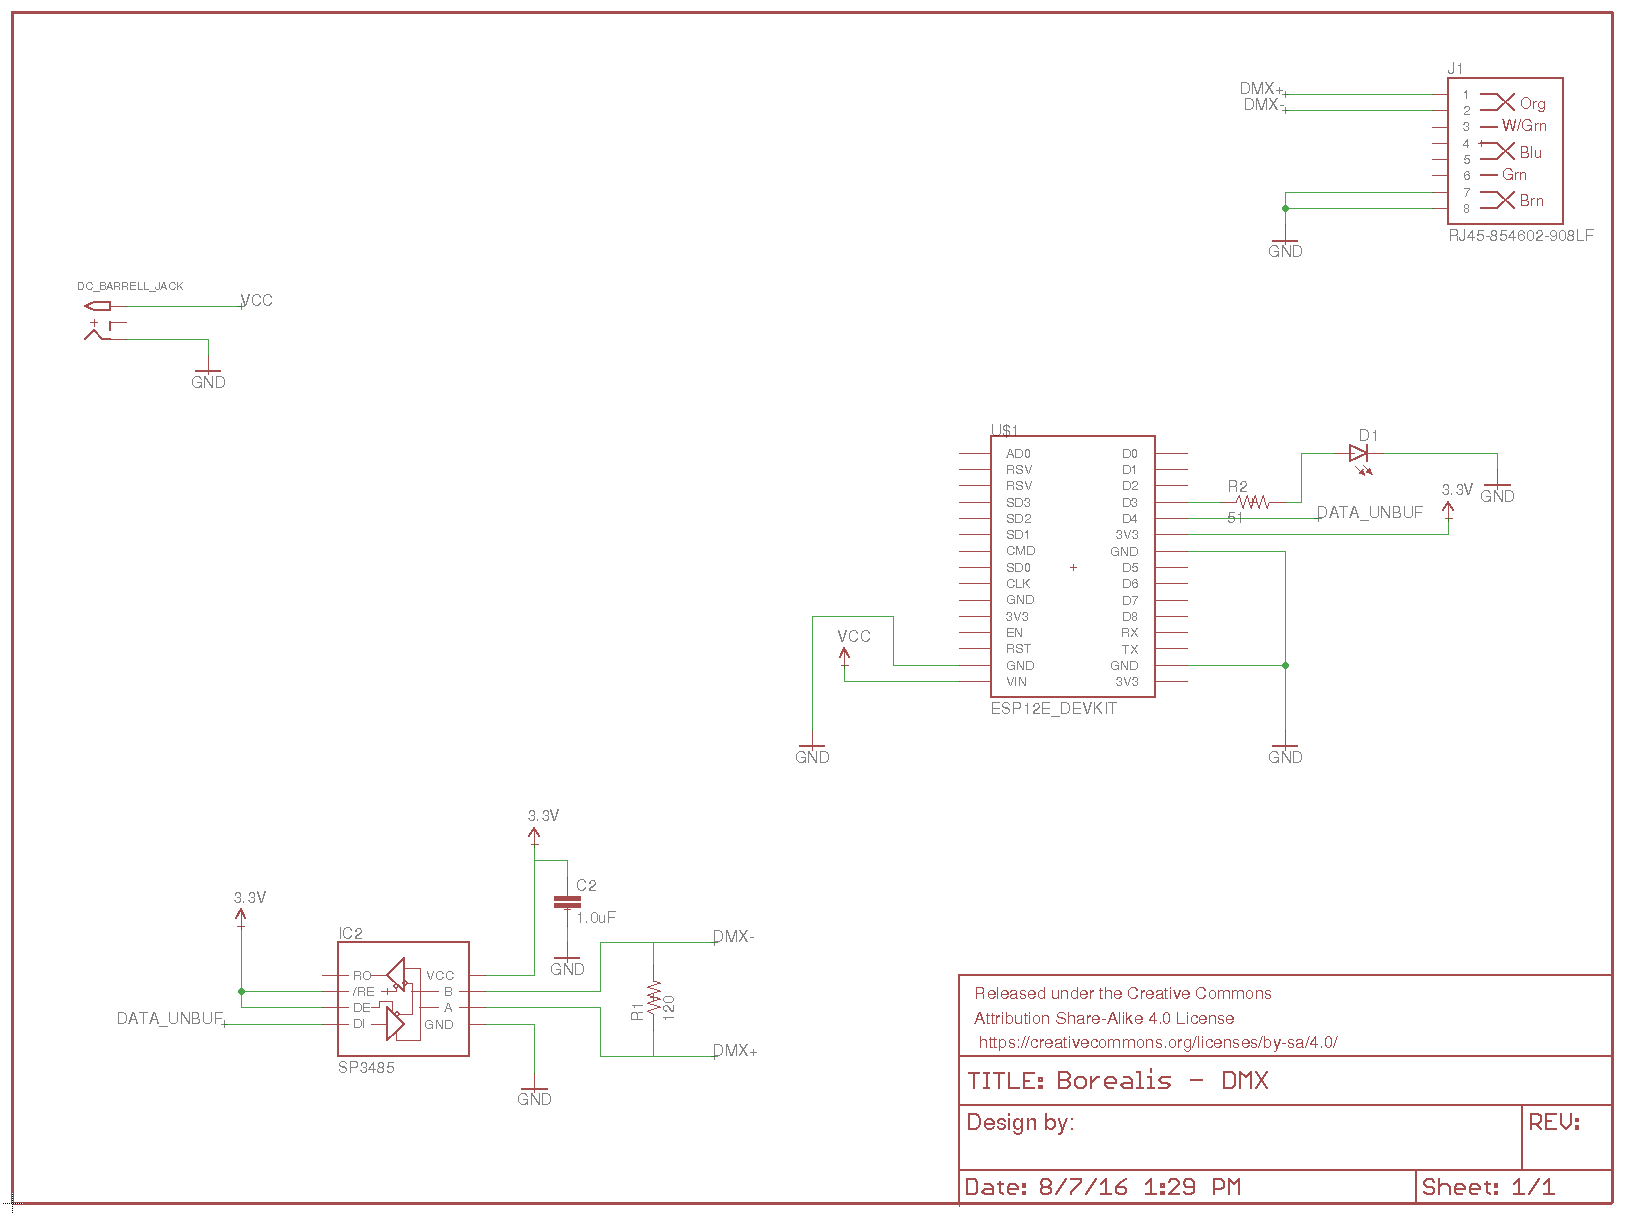 J1
DMX+
DMX-
1
2
3
4
5
6
7
8
Org
W/Grn
Blu
Grn
Brn
RJ45-854602-908LF
GND
DC_BARRELL_JACK
VCC
+
GND
U$1
AD0
RSV
RSV
SD3
SD2
SD1
CMD
SD0
CLK
GND
3V3
EN
RST
GND
VIN
D0
D1
D2
D3
D4
3V3
GND
D5
D6
D7
D8
RX
TX
GND
3V3
ESP12E_DEVKIT
D1
R2
51
DATA_UNBUF
3.3V
GND
VCC
GND
GND
3.3V
C2
1.0uF
GND
3.3V
IC2
RO
/RE
DE
DI
VCC
B
A
GND
SP3485
DATA_UNBUF
DMX-
R1
120
DMX+
GND
Released under the Creative Commons
Attribution Share-Alike 4.0 License
https://creativecommons.org/licenses/by-sa/4.0/
TITLE: Borealis - DMX
Design by:
REV:
Date: 8/7/16 1:29 PM
Sheet: 1/1